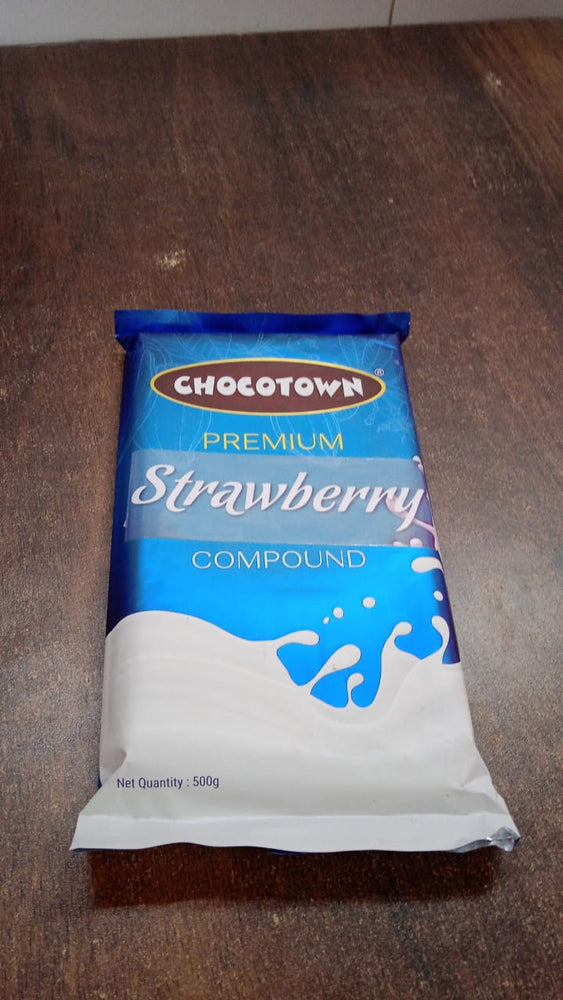 CHOCOTOWN ®
PREMIUM
Strawberry
COMPOUND
Net Quantity : 500g